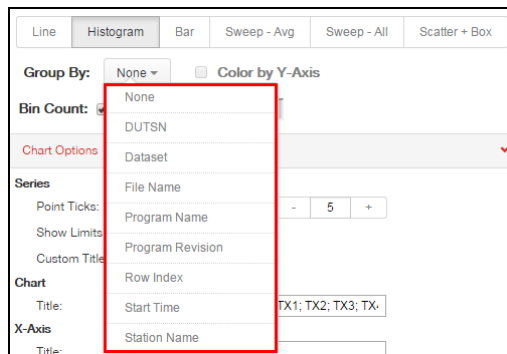 Line Histogram Bar Sweep - Avg Sweep - All Scatter + Box
Group By: None Color by Y-Axis
None
Bin Count:
DUTSN
Chart Options
Dataset
Series
File Name
Point Ticks: - 5 +
Program Name
Show Limits
Program Revision
Custom Title
Row Index
Chart
Title: TX1; TX2; TX3; TX
Start Time
X-Axis
Station Name
Title: